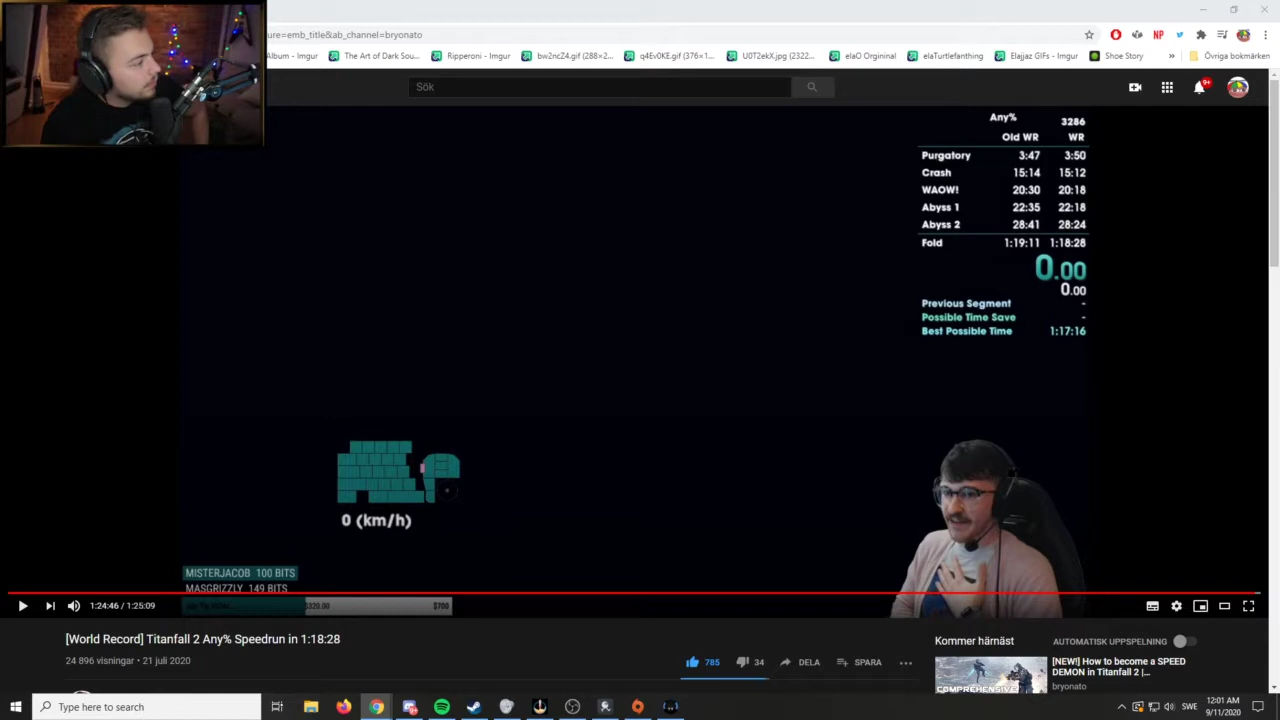 ure=emb_title&ab_channel=bryonato
NP
Album - Imgur
The Art of Dark Sou...
Ripperoni - Imgur
bw2ncZ4.gif (288×2...
q4Ev0KE.gif (376×1...
U0T2ekX.jpg (2322...
elaO Orgininal
elaTurtlefanthing
Elajjaz GIFs - Imgur
Shoe Story
»
Övriga bokmärken
Sök
9+
Any% 3286
Old WR WR
Purgatory 3:47 3:50
Crash 15:14 15:12
WAOW! 20:30 20:18
Abyss 1 22:35 22:18
Abyss 2 28:41 28:24
Fold 1:19:11 1:18:28
0.00
0.00
Previous Segment -
Possible Time Save -
Best Possible Time 1:17:16
0 (km/h)
MISTERJACOB 100 BITS
MASGRIZZLY 149 BITS
$320.00 $700
1:24:46 / 1:25:09
[World Record] Titanfall 2 Any% Speedrun in 1:18:28
24 896 visningar • 21 juli 2020
785 34 DELA SPARA
Kommer härnäst AUTOMATISK UPPSPELNING
[NEW!] How to become a SPEED
DEMON in Titanfall 2 |...
bryonato
COMPREHENSIVE
Type here to search
SWE
12:01 AM
9/11/2020